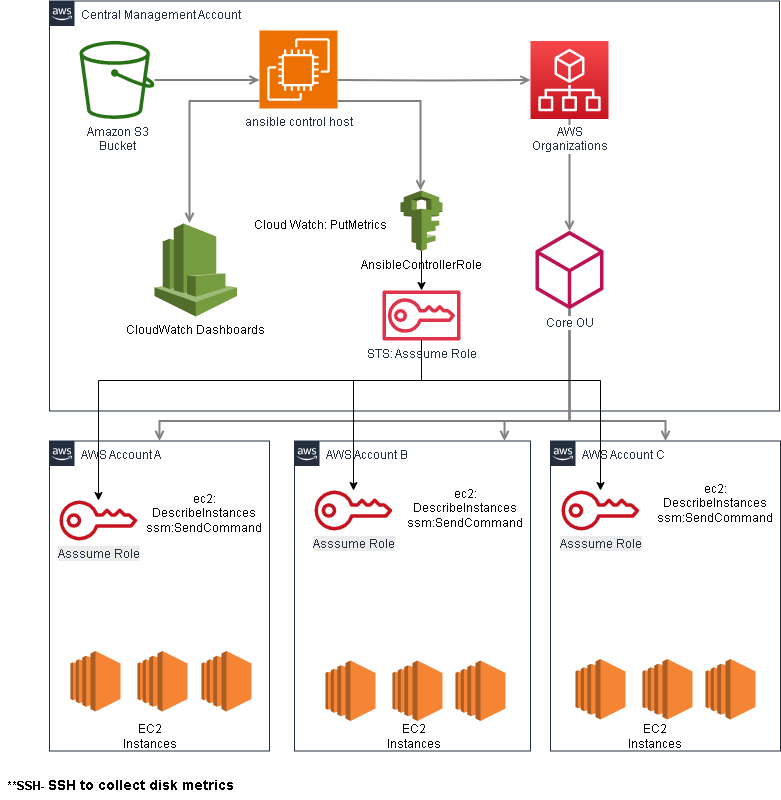 aws
Central Management Account
Amazon S3
Bucket
ansible control host
AWS
Organizations
Cloud Watch: PutMetrics
AnsibleControllerRole
CloudWatch Dashboards
STS: Asssume Role
Core OU
aws
AWS Account A
ec2:
DescribeInstances
ssm:SendCommand
Asssume Role
EC2
Instances
aws
AWS Account B
ec2:
DescribeInstances
ssm:SendCommand
Asssume Role
EC2
Instances
aws
AWS Account C
ec2:
DescribeInstances
ssm:SendCommand
Asssume Role
EC2
Instances
**SSH- SSH to collect disk metrics